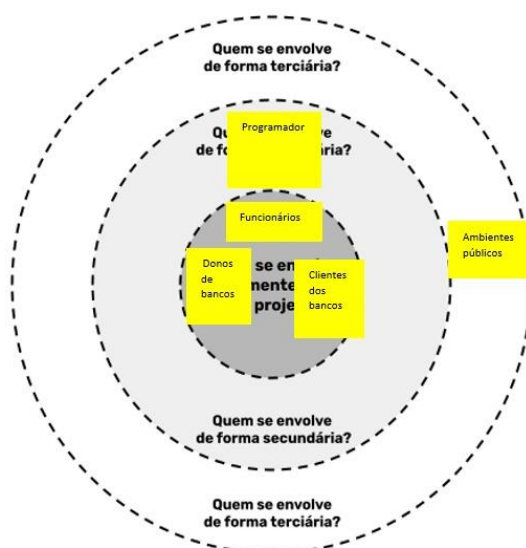 Quem se envolve
de forma terciária?
Programador
Funcionários
Ambientes
públicos
Donos
de
bancos
Clientes
dos
bancos
Quem se envolve
de forma secundária?
Quem se envolve
de forma terciária?